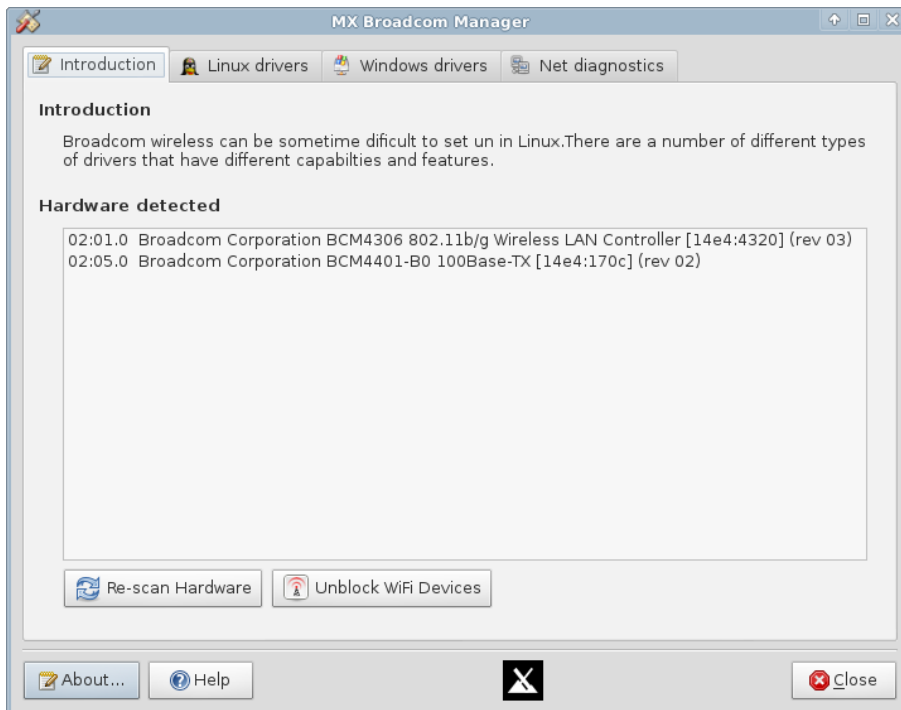 MX Broadcom Manager
Introduction
Linux drivers
Windows drivers
Net diagnostics
Introduction
Broadcom wireless can be sometime dificult to set un in Linux.There are a number of different types
of drivers that have different capabilties and features.
Hardware detected
02:01.0 Broadcom Corporation BCM4306 802.11b/g Wireless LAN Controller [14e4:4320] (rev 03)
02:05.0 Broadcom Corporation BCM4401-B0 100Base-TX [14e4:170c] (rev 02)
Re-scan Hardware
Unblock WiFi Devices
About...
Help
Close